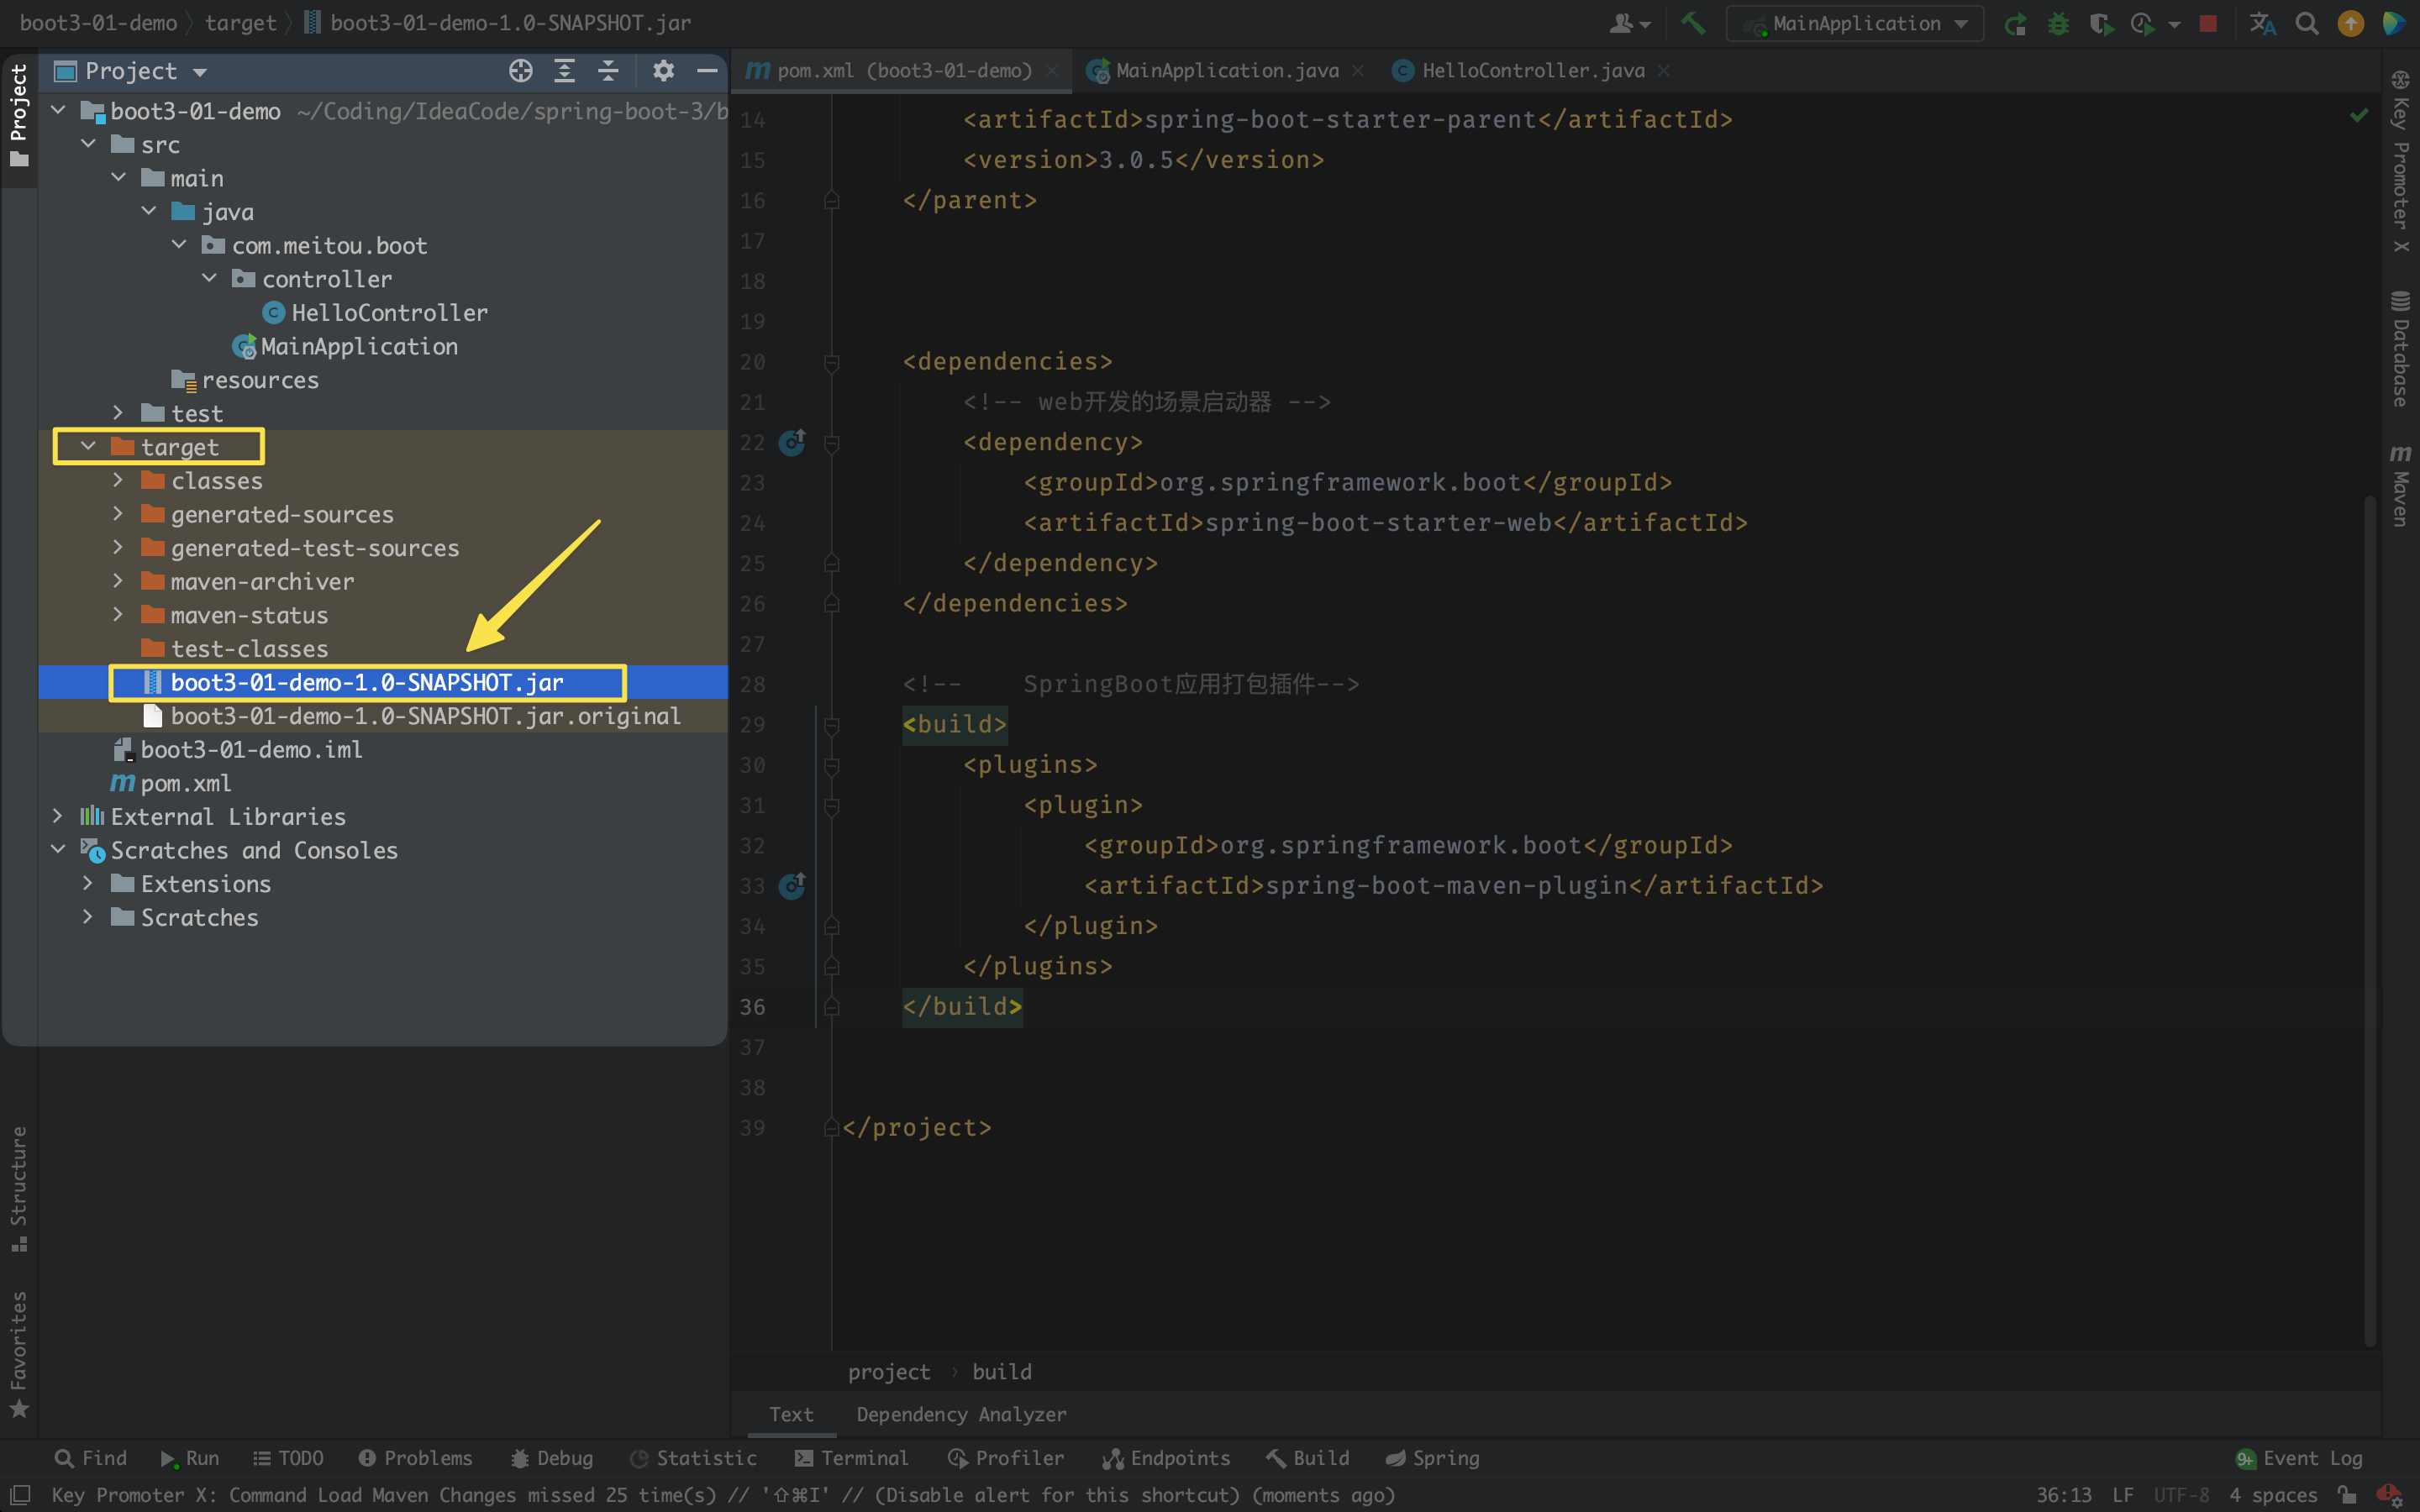 boot3-01-demo target boot3-01-demo-1.0-SNAPSHOT.jar MainApplication
Project
Project
boot3-01-demo ~/Coding/IdeaCode/spring-boot-3/b
src
main
java
com.meitou.boot
controller
HelloController
MainApplication
resources
test
target
classes
generated-sources
generated-test-sources
maven-archiver
maven-status
test-classes
boot3-01-demo-1.0-SNAPSHOT.jar
boot3-01-demo-1.0-SNAPSHOT.jar.original
boot3-01-demo.iml
pom.xml
External Libraries
Scratches and Consoles
Extensions
Scratches
Structure
Favorites
pom.xml (boot3-01-demo) MainApplication.java HelloController.java
14 <artifactId>spring-boot-starter-parent</artifactId>
15 <version>3.0.5</version>
16 </parent>
17
18
19
20 <dependencies>
21 <!-- web开发的场景启动器 -->
22 <dependency>
23 <groupId>org.springframework.boot</groupId>
24 <artifactId>spring-boot-starter-web</artifactId>
25 </dependency>
26 </dependencies>
27
28 <!-- SpringBoot应用打包插件-->
29 <build>
30 <plugins>
31 <plugin>
32 <groupId>org.springframework.boot</groupId>
33 <artifactId>spring-boot-maven-plugin</artifactId>
34 </plugin>
35 </plugins>
36 </build>
37
38
39 </project>
project › build
Text Dependency Analyzer
Key Promoter X
Database
Maven
Find Run TODO Problems Debug Statistic Terminal Profiler Endpoints Build Spring 9+ Event Log
Key Promoter X: Command Load Maven Changes missed 25 time(s) // '⇧⌘I' // (Disable alert for this shortcut) (moments ago) 36:13 LF UTF-8 4 spaces